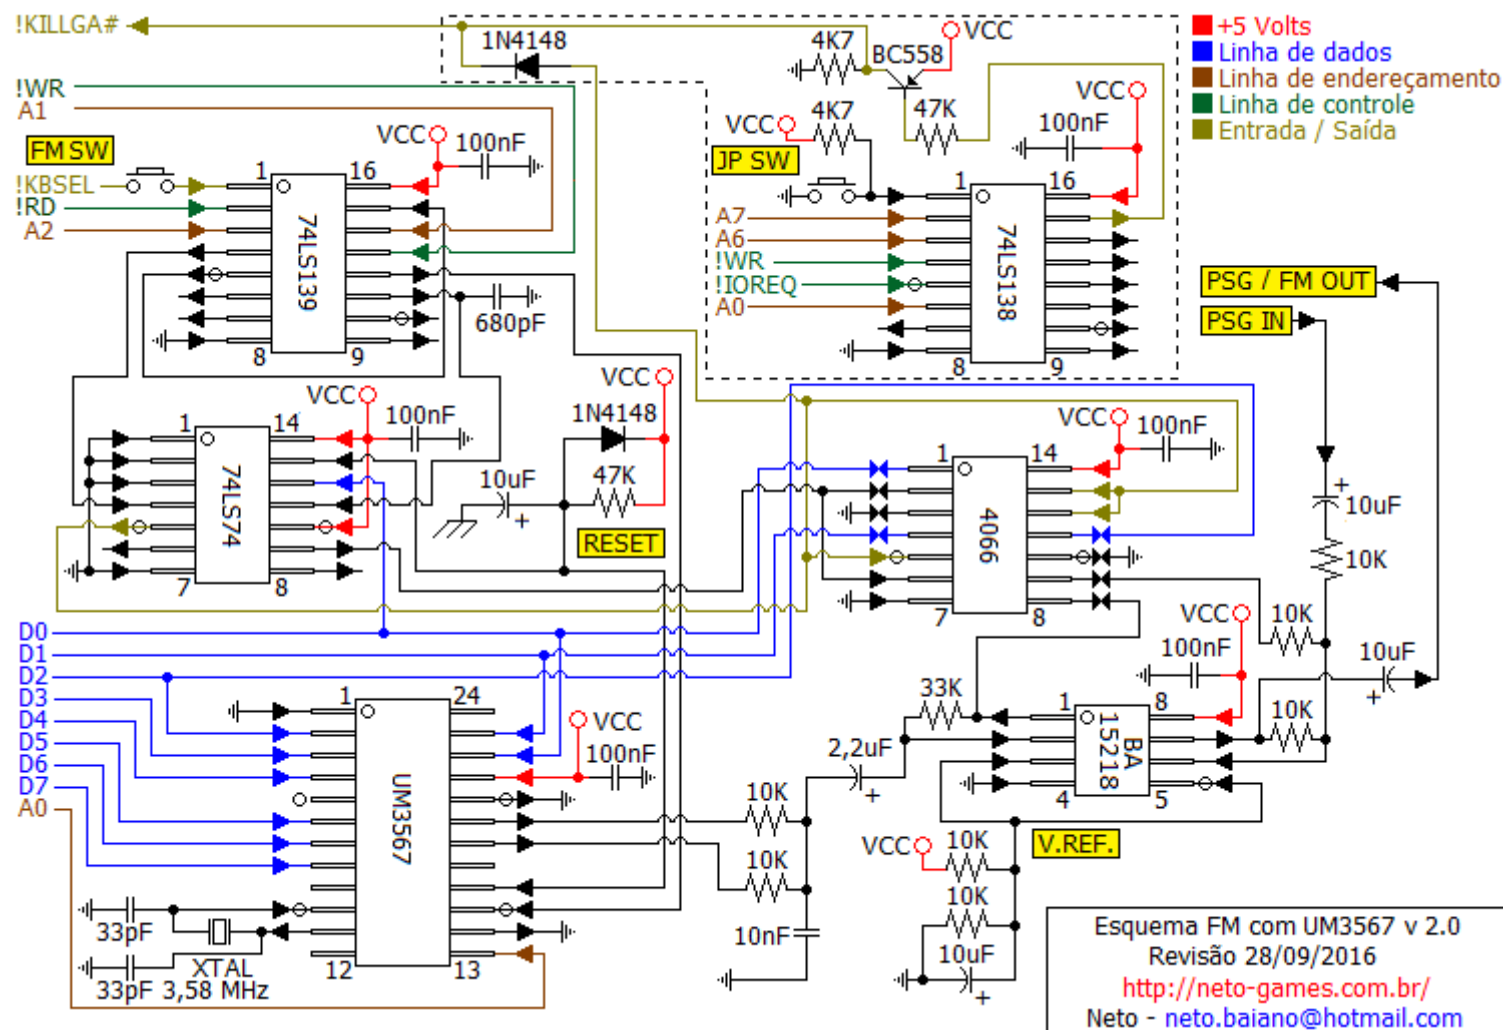 !KILLGA#
1N4148
4K7
BC558
VCC
+5 Volts
Linha de dados
Linha de endereçamento
Linha de controle
Entrada / Saída
!WR
A1
VCC
100nF
4K7
VCC
47K
VCC
100nF
FM SW
JP SW
!KBSEL
!RD
A2
1
16
74LS139
8
9
680pF
A7
A6
!WR
!IOREQ
A0
1
16
74LS138
8
9
PSG / FM OUT
PSG IN
VCC
100nF
1
14
74LS74
7
8
VCC
1N4148
47K
10uF
RESET
VCC
100nF
1
14
4066
7
8
10uF
+
10K
D0
D1
D2
D3
D4
D5
D6
D7
A0
1
24
UM3567
12
13
VCC
100nF
33pF
33pF
XTAL
3,58 MHz
10K
10K
10nF
2,2uF
+
33K
VCC
100nF
10K
10K
10uF
+
1
8
BA
15218
4
5
V.REF.
VCC
10K
10K
10uF
+
+
Esquema FM com UM3567 v 2.0
Revisão 28/09/2016
http://neto-games.com.br/
Neto - neto.baiano@hotmail.com